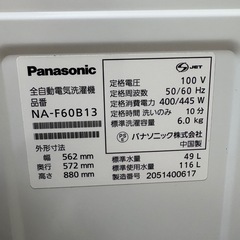 Panasonic
全自動電気洗濯機
品番
NA-F60B13
外形寸法
幅 562 mm
奥行 572 mm
高さ 880 mm
JET
定格電圧 100 V
定格周波数 50/60 Hz
定格消費電力 400/445 W
定格時間 洗いのみ 10 分
標準洗濯・脱水容量 6.0 kg
パナソニック株式会社
中国製
標準水量 49 L
標準使用水量 116 L
製造番号 2051400617